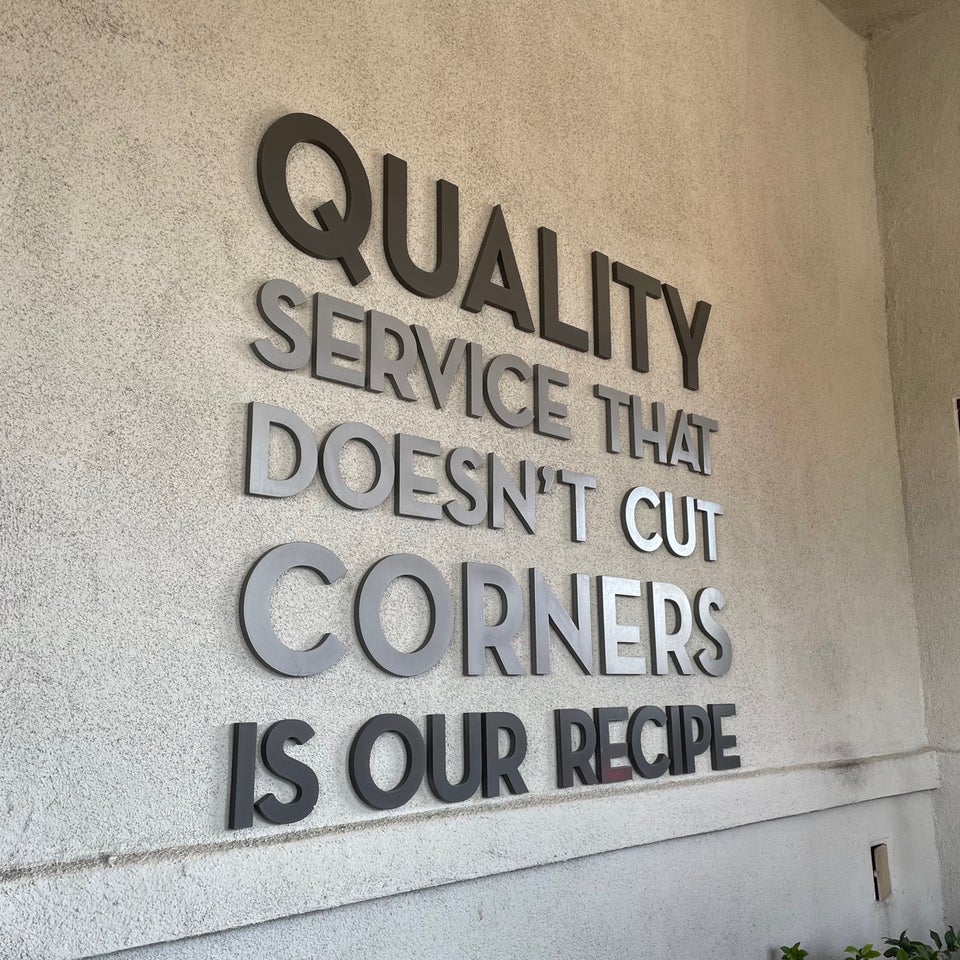 QUALITY
SERVICE THAT
DOESN'T CUT
CORNERS
IS OUR RECIPE